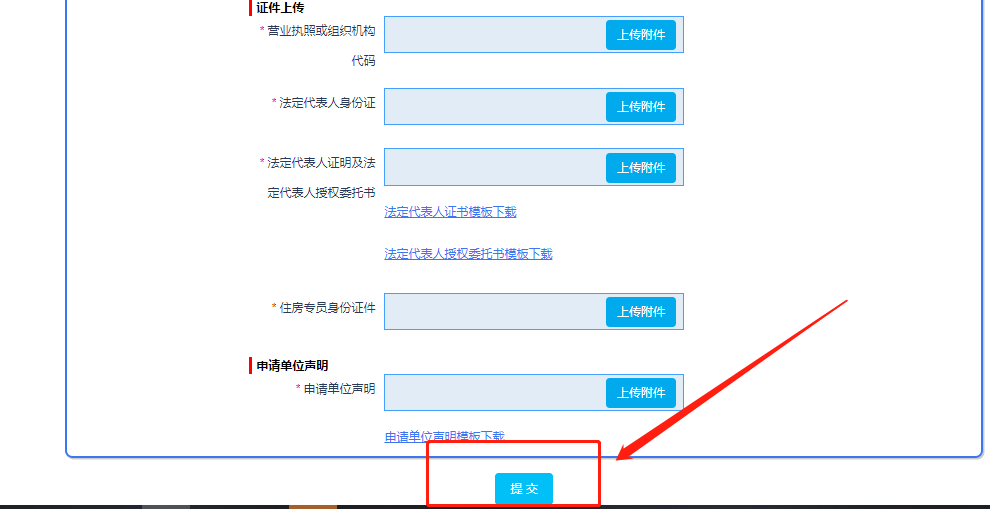 证件上传
* 营业执照或组织机构
代码
上传附件
* 法定代表人身份证
上传附件
* 法定代表人证明及法
定代表人授权委托书
上传附件
法定代表人证书模板下载
法定代表人授权委托书模板下载
* 住房专员身份证件
上传附件
申请单位声明
* 申请单位声明
上传附件
申请单位声明模板下载
提 交